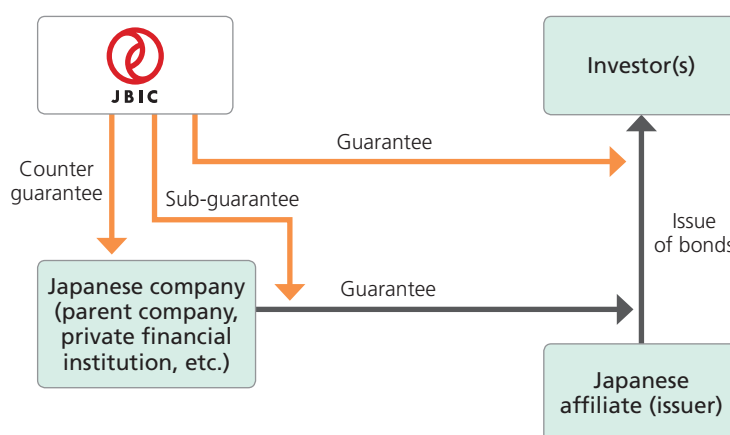 JBIC
Investor(s)
Guarantee
Counter
guarantee
Sub-guarantee
Issue
of bonds
Japanese company
(parent company,
private financial
institution, etc.)
Guarantee
Japanese
affiliate (issuer)